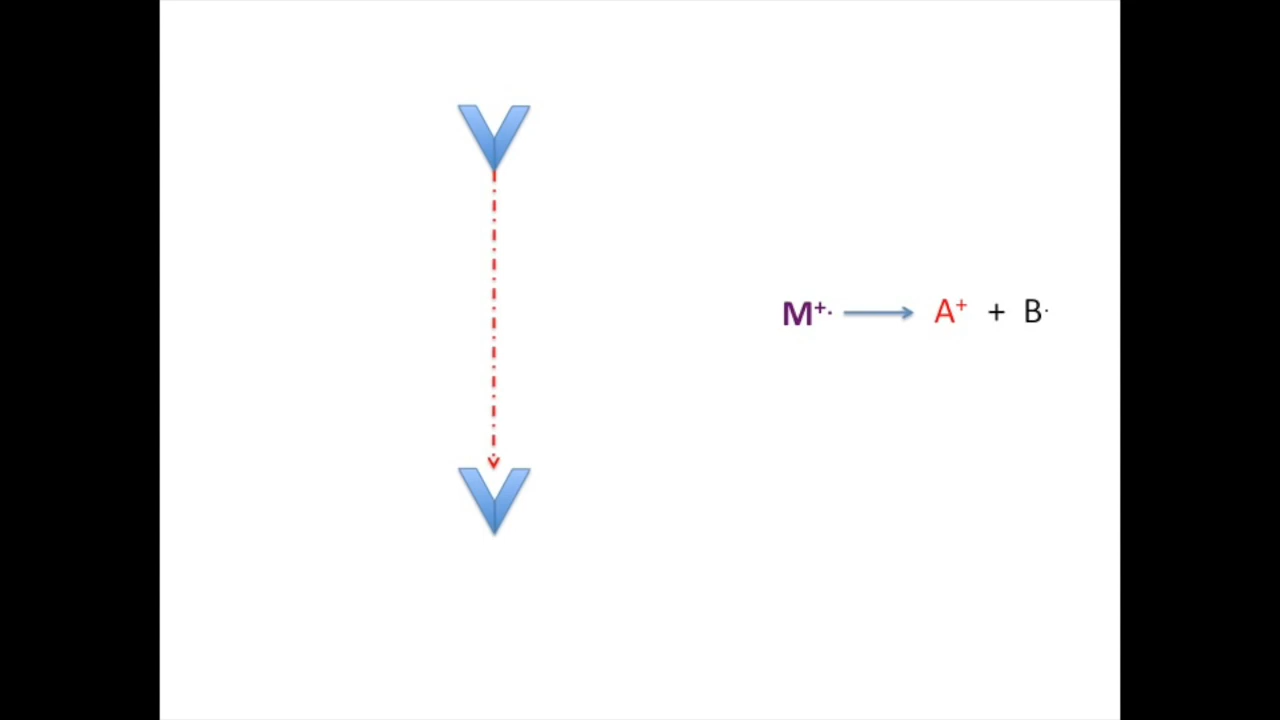 M⁺· → A⁺ + B·